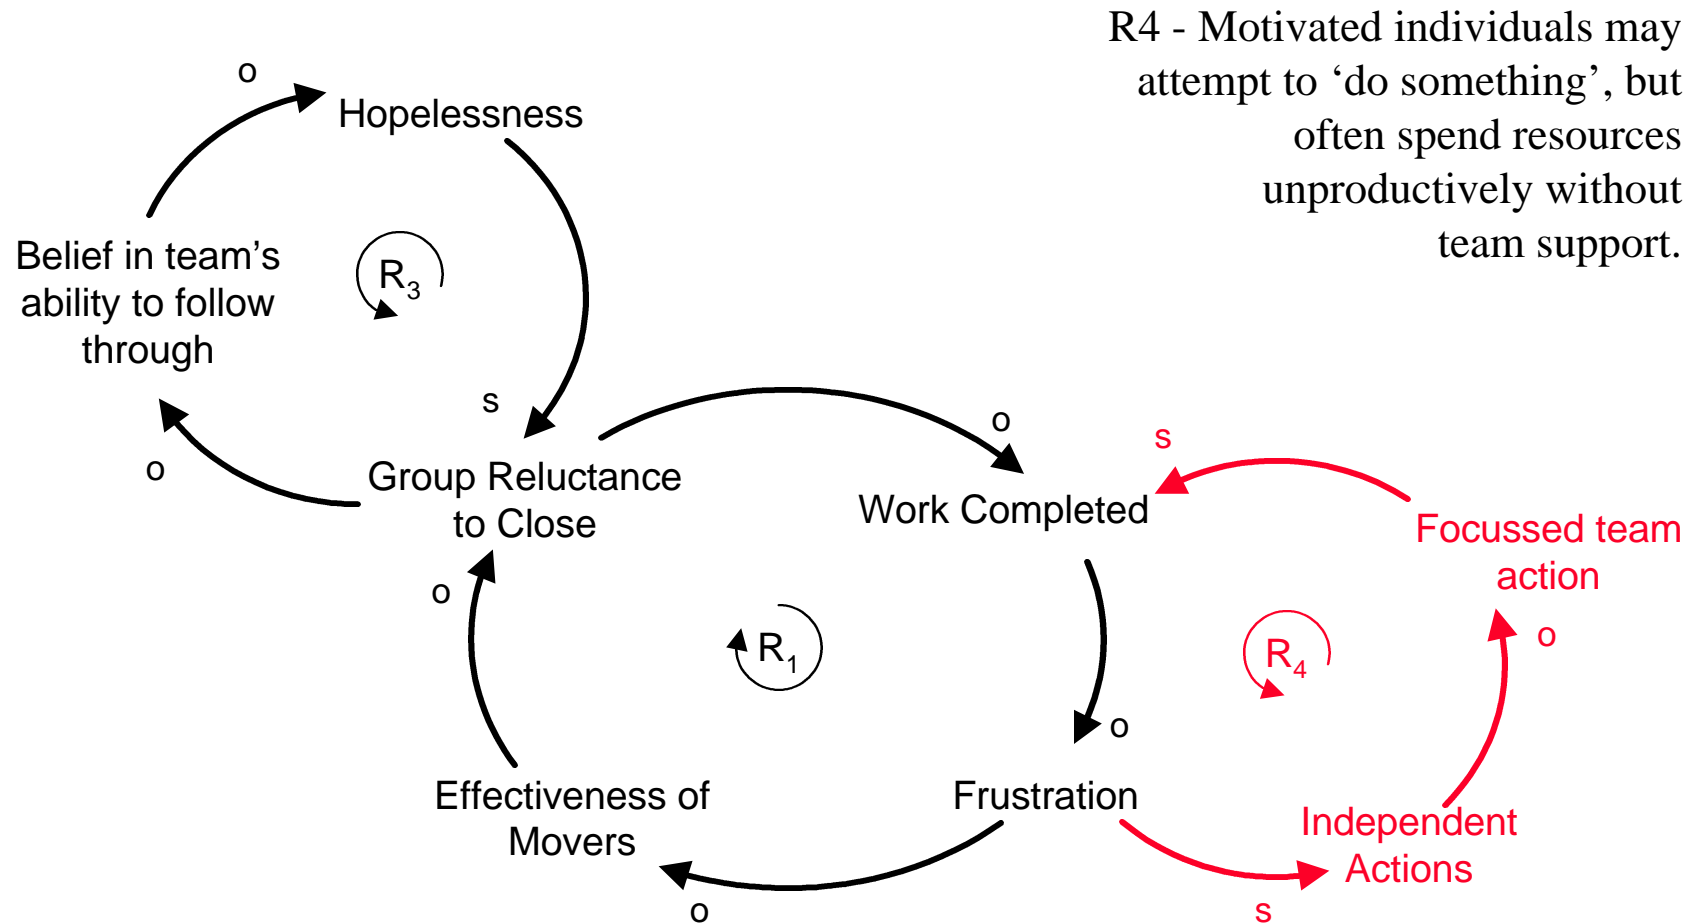 R4 - Motivated individuals may
attempt to ‘do something’, but
often spend resources
unproductively without
team support.
o
Hopelessness
Belief in team’s
ability to follow
through
R3
s
o
Group Reluctance
to Close
o
Work Completed
s
Focussed team
action
o
R1
R4
o
o
Effectiveness of
Movers
Frustration
Independent
Actions
o
s